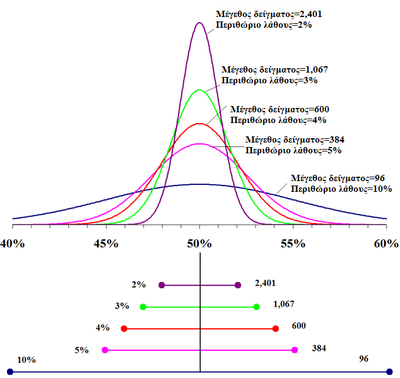 Μέγεθος δείγματος=2,401
Περιθώριο λάθους=2%
Μέγεθος δείγματος=1,067
Περιθώριο λάθους=3%
Μέγεθος δείγματος=600
Περιθώριο λάθους=4%
Μέγεθος δείγματος=384
Περιθώριο λάθους=5%
Μέγεθος δείγματος=96
Περιθώριο λάθους=10%
40% 45% 50% 55% 60%
2% 2,401
3% 1,067
4% 600
5% 384
10% 96